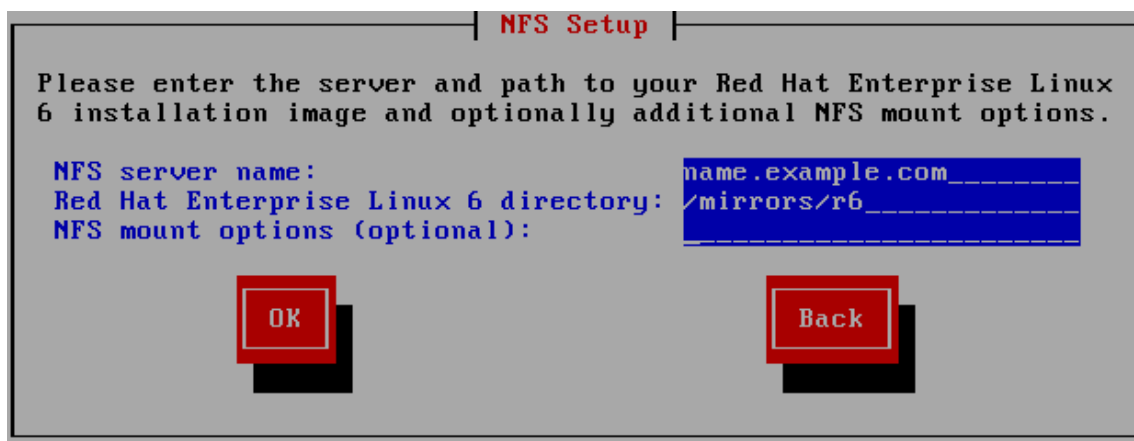 NFS Setup
Please enter the server and path to your Red Hat Enterprise Linux
6 installation image and optionally additional NFS mount options.
NFS server name: name.example.com________
Red Hat Enterprise Linux 6 directory: /mirrors/r6_____________
NFS mount options (optional): ________________________
OK Back